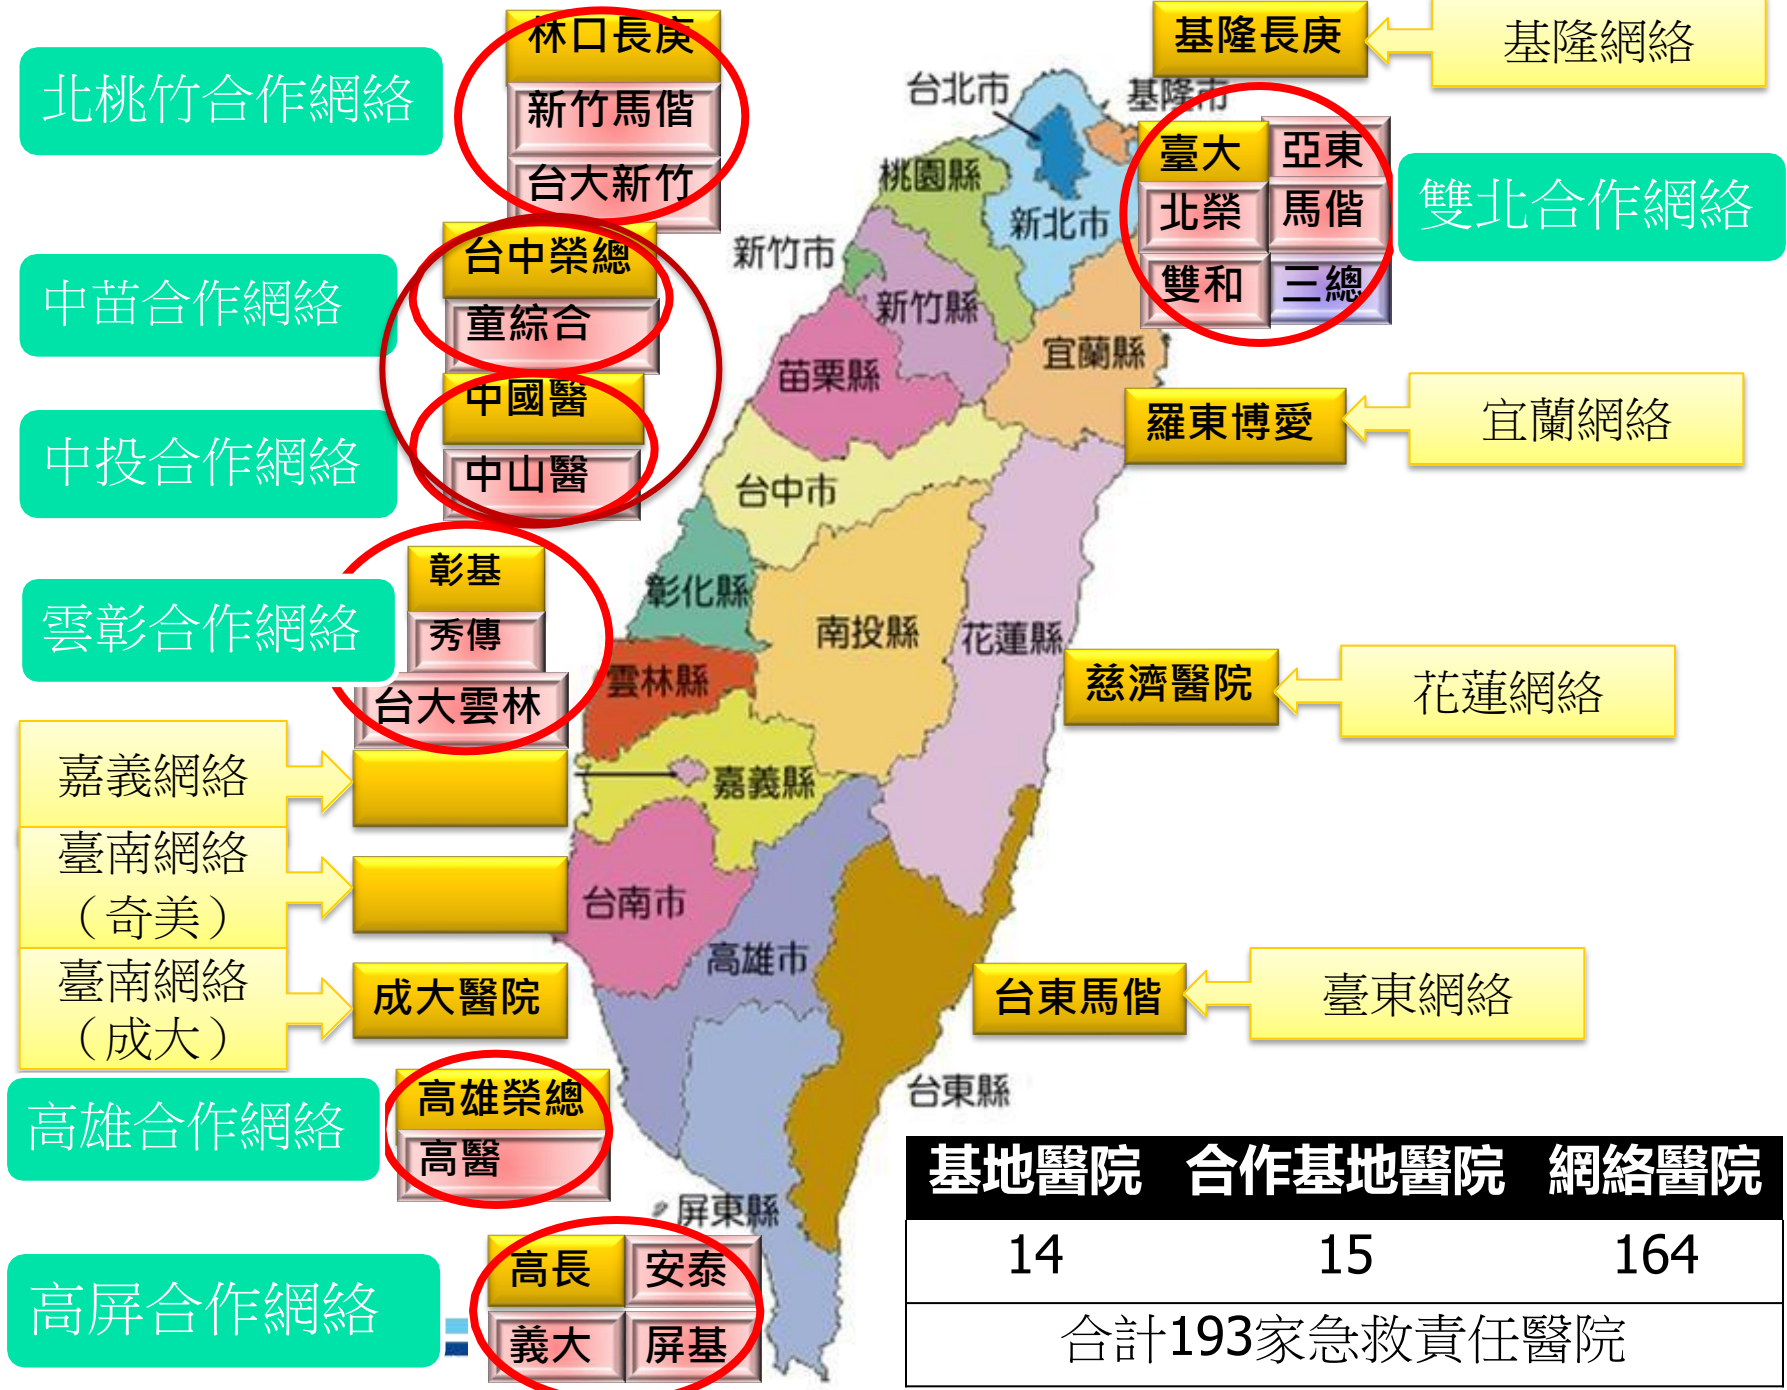 林口長庚
新竹馬偕
台大新竹
北桃竹合作網絡
基隆長庚
基隆網絡
台北市
基隆市
臺大
亞東
北榮
馬偕
雙和
三總
雙北合作網絡
桃園縣
新北市
新竹市
新竹縣
台中榮總
童綜合
中苗合作網絡
苗栗縣
宜蘭縣
中國醫
中山醫
中投合作網絡
羅東博愛
宜蘭網絡
台中市
彰基
秀傳
台大雲林
雲彰合作網絡
彰化縣
南投縣
花蓮縣
雲林縣
慈濟醫院
花蓮網絡
嘉義網絡
嘉義縣
臺南網絡
（奇美）
台南市
臺南網絡
（成大）
成大醫院
高雄市
台東馬偕
臺東網絡
高雄合作網絡
高雄榮總
高醫
台東縣
屏東縣
高屏合作網絡
高長
安泰
義大
屏基
基地醫院 合作基地醫院 網絡醫院
14 15 164
合計193家急救責任醫院